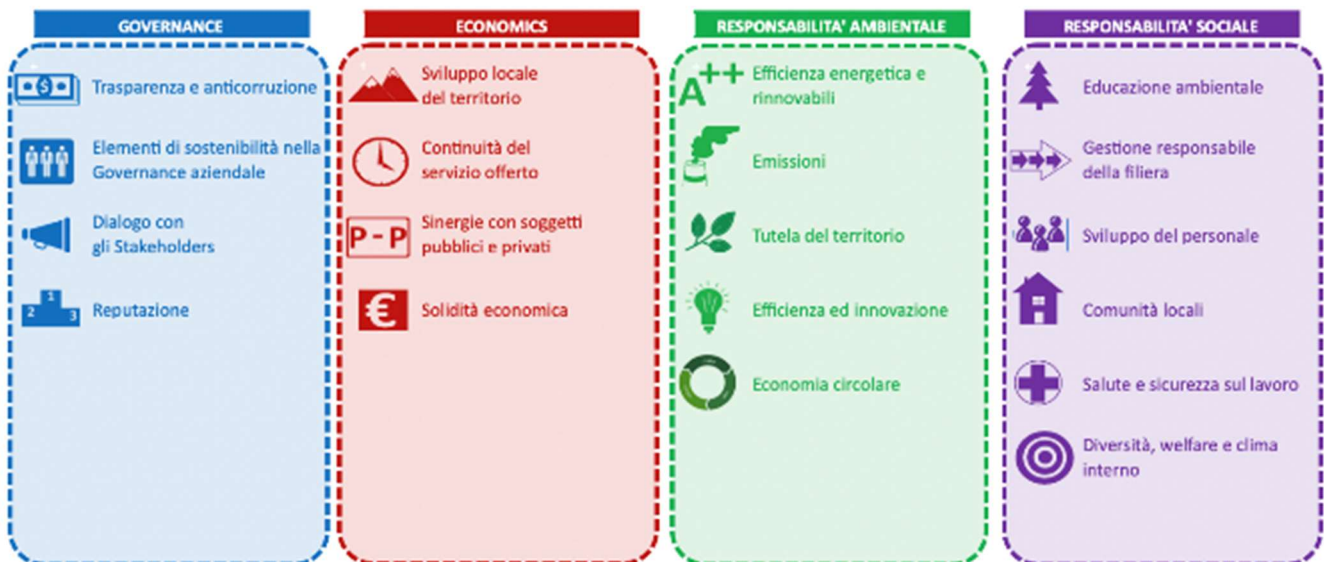 GOVERNANCE
Trasparenza e anticorruzione
Elementi di sostenibilità nella
Governance aziendale
Dialogo con
gli Stakeholders
1
2
3
Reputazione
ECONOMICS
Sviluppo locale
del territorio
Continuità del
servizio offerto
P-P
Sinergie con soggetti
pubblici e privati
€
Solidità economica
RESPONSABILITA' AMBIENTALE
A++
Efficienza energetica e
rinnovabili
Emissioni
Tutela del territorio
Efficienza ed innovazione
Economia circolare
RESPONSABILITA' SOCIALE
Educazione ambientale
Gestione responsabile
della filiera
Sviluppo del personale
Comunità locali
Salute e sicurezza sul lavoro
Diversità, welfare e clima
interno